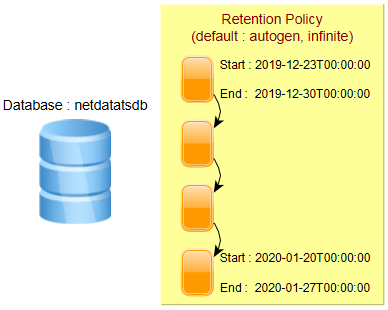 Retention Policy
(default : autogen, infinite)
Start : 2019-12-23T00:00:00
End :  2019-12-30T00:00:00
Database : netdatatsdb
Start : 2020-01-20T00:00:00
End :  2020-01-27T00:00:00